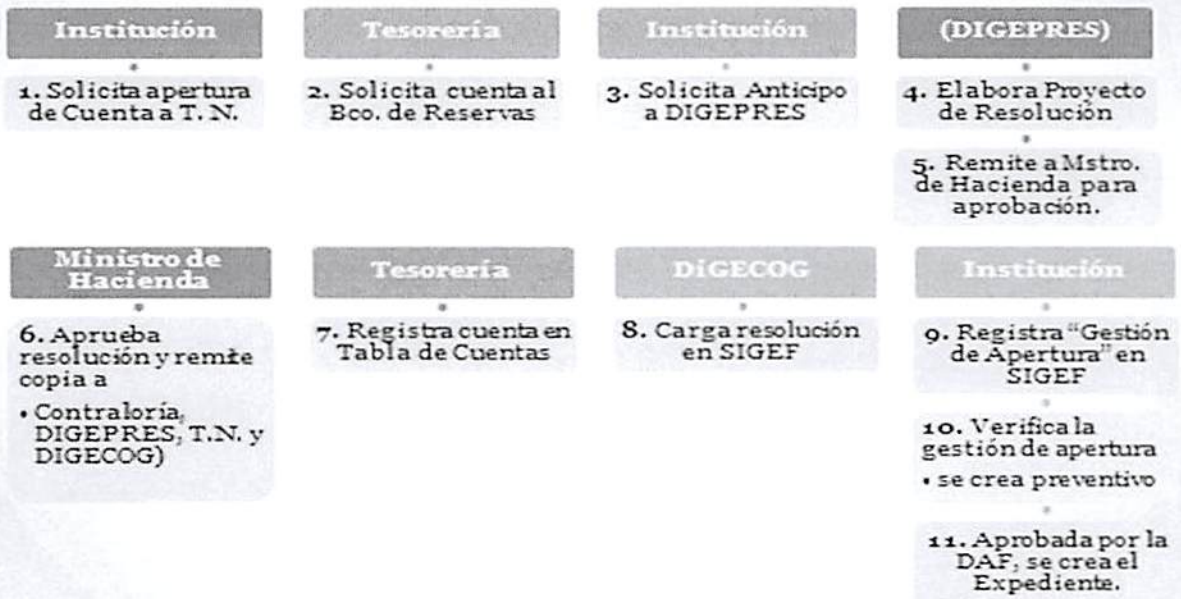 Institución
1. Solicita apertura
de Cuenta a T. N.
Tesorería
2. Solicita cuenta al
Bco. de Reservas
Institución
3. Solicita Anticipo
a DIGEPRES
(DIGEPRES)
4. Elabora Proyecto
de Resolución
5. Remite a Mstro.
de Hacienda para
aprobación.
Ministro de
Hacienda
6. Aprueba
resolución y remite
copia a
• Contraloría,
DIGEPRES, T.N. y
DIGECOG)
Tesorería
7. Registra cuenta en
Tabla de Cuentas
DiGECOG
8. Carga resolución
en SIGEF
Institución
9. Registra “Gestión
de Apertura” en
SIGEF
10. Verifica la
gestión de apertura
• se crea preventivo
11. Aprobada por la
DAF, se crea el
Expediente.